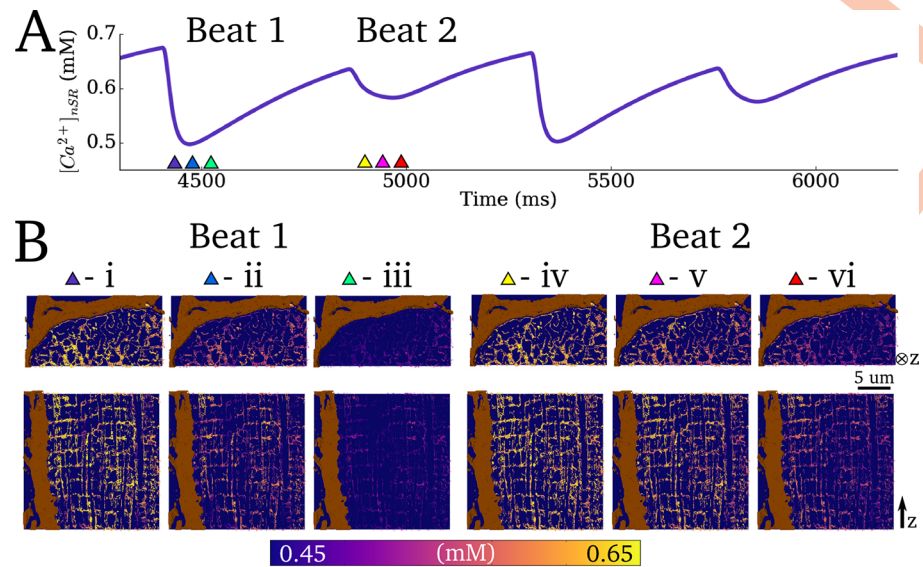 A
Beat 1
Beat 2
[Ca²⁺]nSR (mM)
0.7
0.6
0.5
4500
5000
5500
6000
Time (ms)
B
Beat 1
Beat 2
- i
- ii
- iii
- iv
- v
- vi
⊗z
5 um
z
0.45
(mM)
0.65